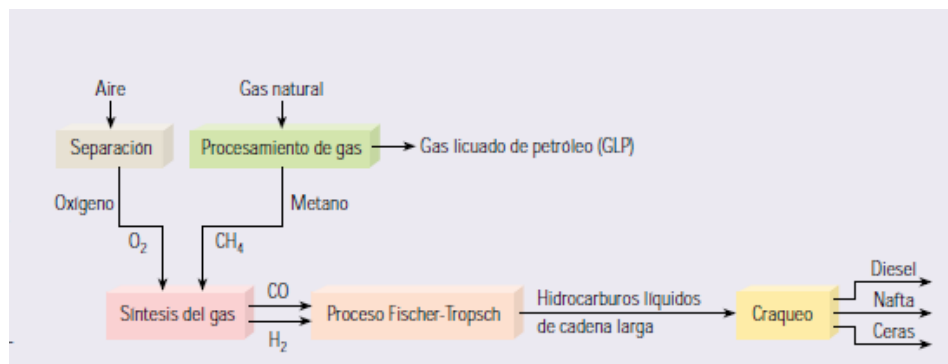 Aire
Gas natural
Separación
Procesamiento de gas
Gas licuado de petróleo (GLP)
Oxígeno
Metano
O₂
CH₄
Síntesis del gas
CO
H₂
Proceso Fischer-Tropsch
Hidrocarburos líquidos
de cadena larga
Craqueo
Diesel
Nafta
Ceras